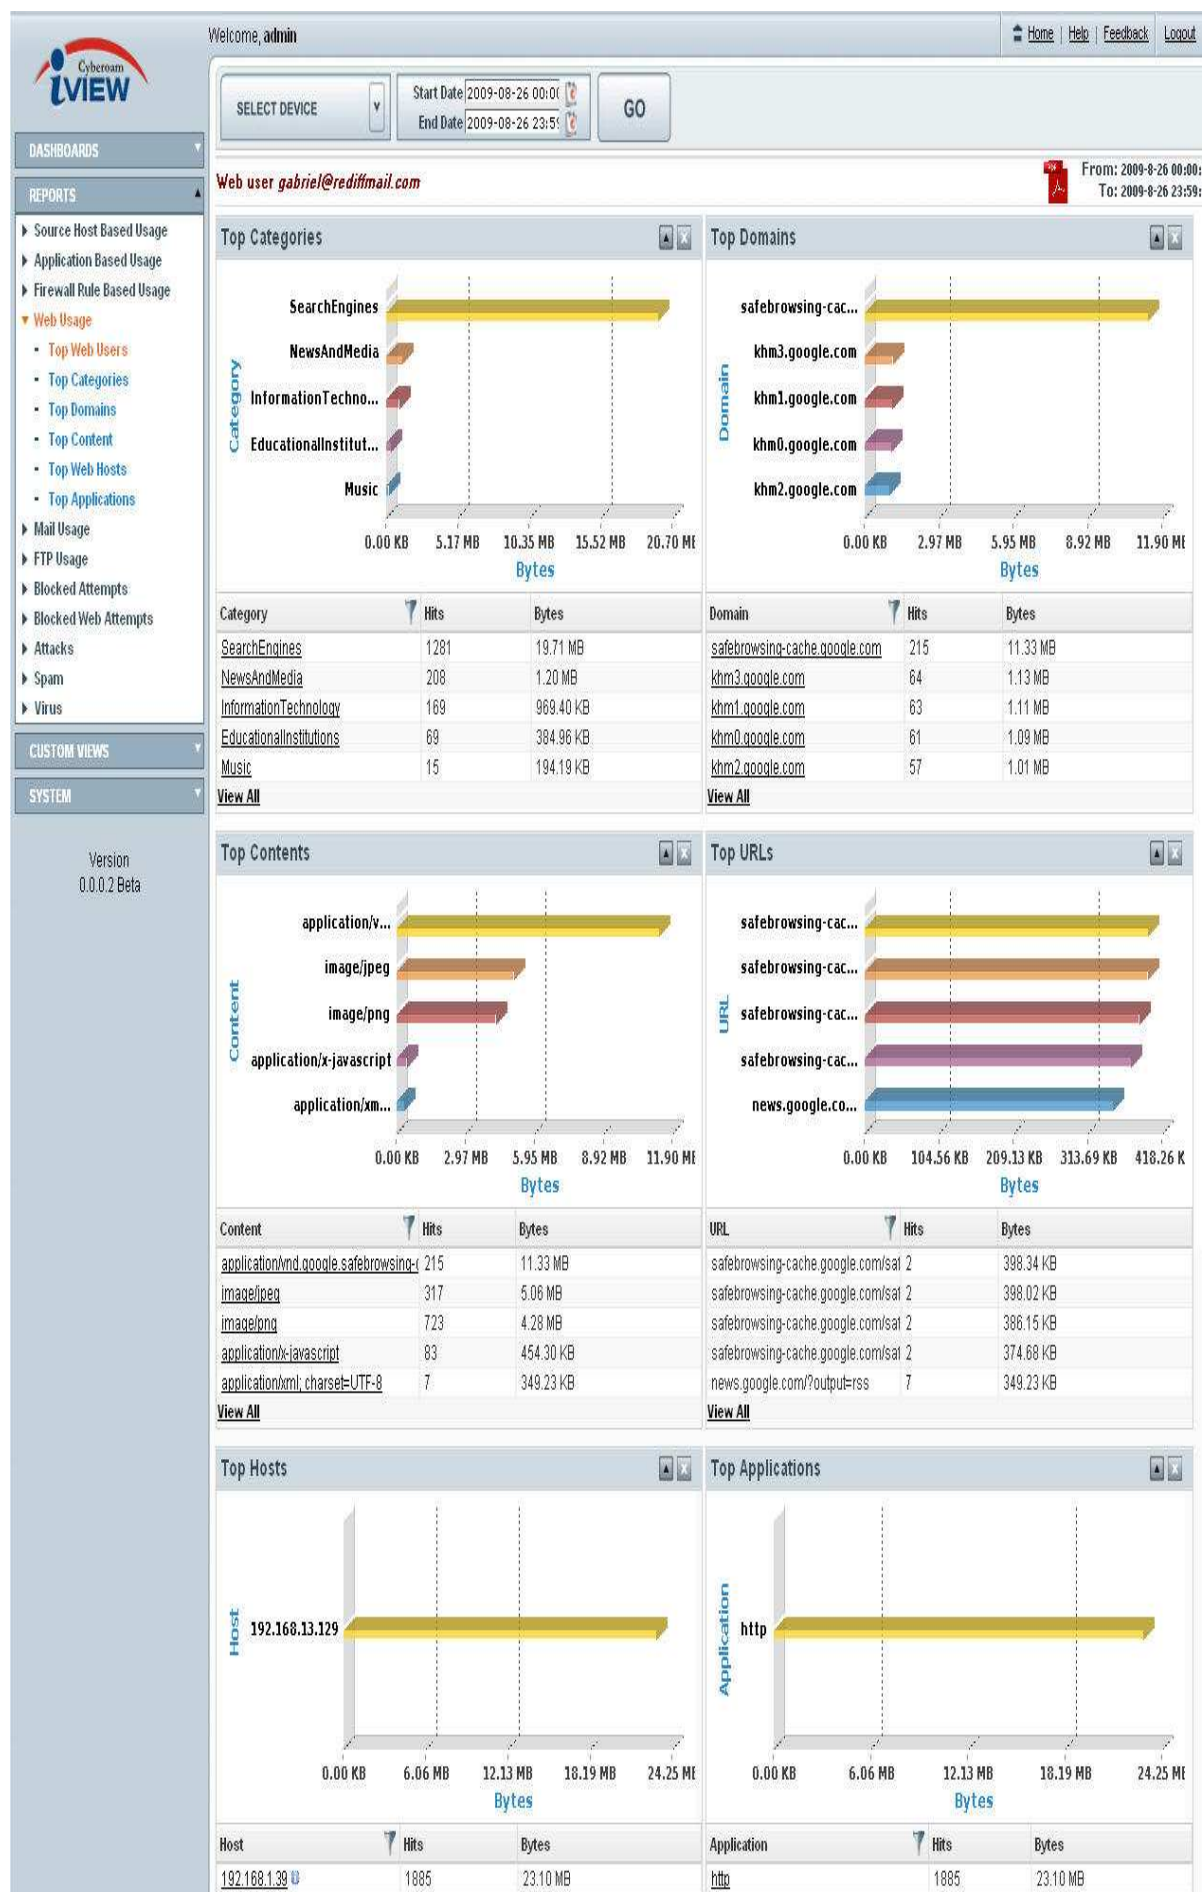 Welcome, admin
Home | Help | Feedback Logout
Cyberoam
iVIEW
SELECT DEVICE
Start Date 2009-08-26 00:0
End Date 2009-08-26 23:5
GO
DASHBOARDS
REPORTS
Source Host Based Usage
Application Based Usage
Firewall Rule Based Usage
Web Usage
Top Web Users
Top Categories
Top Domains
Top Content
Top Web Hosts
Top Applications
Mail Usage
FTP Usage
Blocked Attempts
Blocked Web Attempts
Attacks
Spam
Virus
CUSTOM VIEWS
SYSTEM
Version
0.0.0.2 Beta
Web user gabriel@rediffmail.com
From: 2009-8-26 00:00:
To: 2009-8-26 23:59:
Top Categories
Category
SearchEngines
NewsAndMedia
InformationTechno...
EducationalInstitut...
Music
0.00 KB 5.17 MB 10.35 MB 15.52 MB 20.70 ME
Bytes
Category Hits Bytes
SearchEngines 1281 19.71 MB
NewsAndMedia 208 1.20 MB
InformationTechnology 169 969.40 KB
EducationalInstitutions 69 384.96 KB
Music 15 194.19 KB
View All
Top Domains
Domain
safebrowsing-cac...
khm3.google.com
khm1.google.com
khm0.google.com
khm2.google.com
0.00 KB 2.97 MB 5.95 MB 8.92 MB 11.90 ME
Bytes
Domain Hits Bytes
safebrowsing-cache.google.com 215 11.33 MB
khm3.google.com 64 1.13 MB
khm1.google.com 63 1.11 MB
khm0.google.com 61 1.09 MB
khm2.google.com 57 1.01 MB
View All
Top Contents
Content
application/v...
image/jpeg
image/png
application/x-javascript
application/xm...
0.00 KB 2.97 MB 5.95 MB 8.92 MB 11.90 ME
Bytes
Content Hits Bytes
application/vnd.google.safebrowsing-c 215 11.33 MB
image/jpeg 317 5.06 MB
image/png 723 4.28 MB
application/x-javascript 83 454.30 KB
application/xml; charset=UTF-8 7 349.23 KB
View All
Top URLs
URL
safebrowsing-cac...
safebrowsing-cac...
safebrowsing-cac...
safebrowsing-cac...
news.google.co...
0.00 KB 104.56 KB 209.13 KB 313.69 KB 418.26 K
Bytes
URL Hits Bytes
safebrowsing-cache.google.com/saf 2 398.34 KB
safebrowsing-cache.google.com/saf 2 398.02 KB
safebrowsing-cache.google.com/saf 2 386.15 KB
safebrowsing-cache.google.com/saf 2 374.68 KB
news.google.com/?output=rss 7 349.23 KB
View All
Top Hosts
Host
192.168.13.129
0.00 KB 6.06 MB 12.13 MB 18.19 MB 24.25 ME
Bytes
Host Hits Bytes
192.168.1.39 1885 23.10 MB
Top Applications
Application
http
0.00 KB 6.06 MB 12.13 MB 18.19 MB 24.25 ME
Bytes
Application Hits Bytes
http 1885 23.10 MB